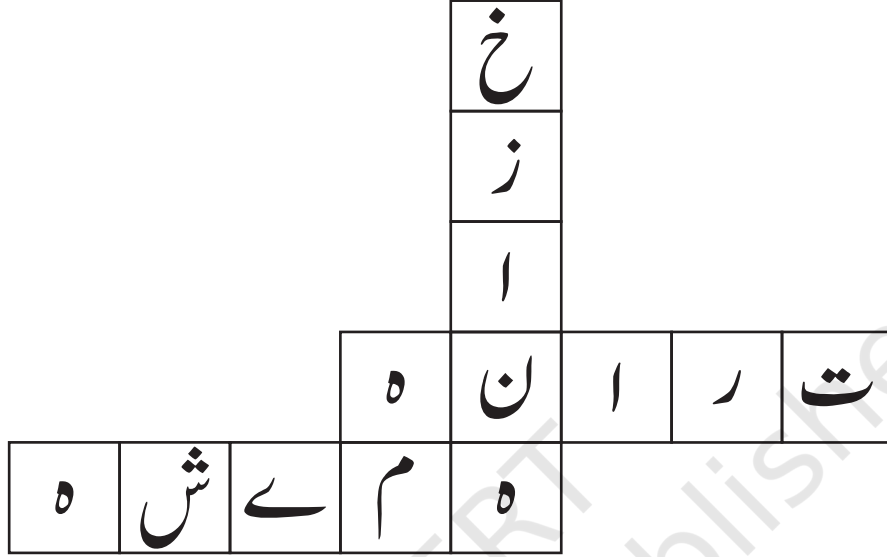 خ
ز
ا
ت ر ا ن ہ
ہ م ے ش ہ